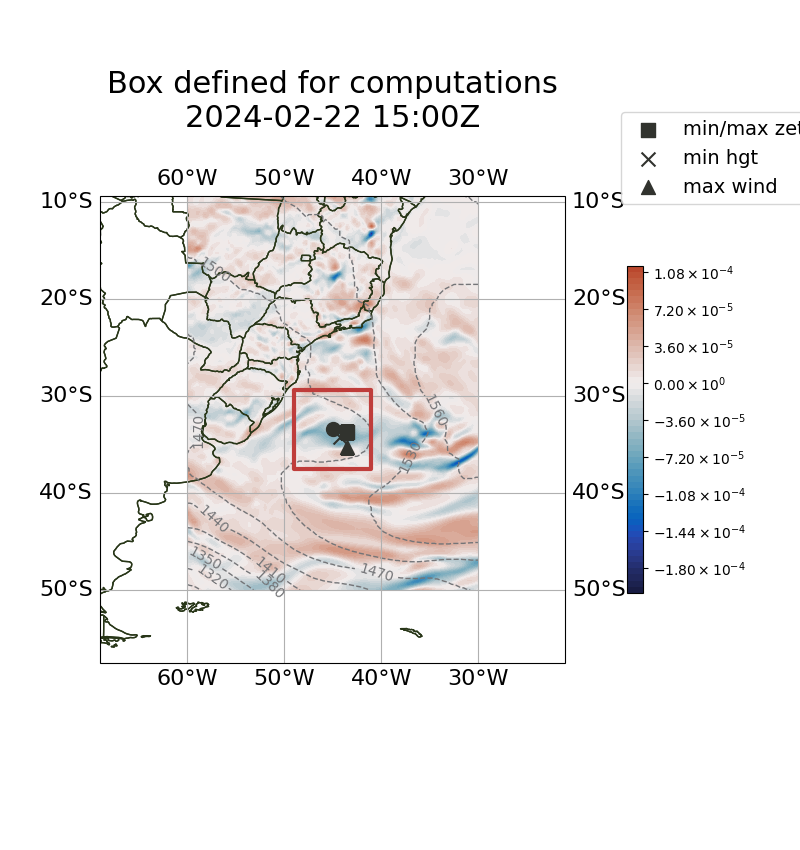 Box defined for computations
2024-02-22 15:00Z
min/max zet
min hgt
max wind
60°W 50°W 40°W 30°W
10°S 10°S
20°S 20°S
30°S 30°S
40°S 40°S
50°S 50°S
60°W 50°W 40°W 30°W
1500
1560
1470
1530
1440
1350
1320
1410
1380
1470
1.08 × 10⁻⁴
7.20 × 10⁻⁵
3.60 × 10⁻⁵
0.00 × 10⁰
−3.60 × 10⁻⁵
−7.20 × 10⁻⁵
−1.08 × 10⁻⁴
−1.44 × 10⁻⁴
−1.80 × 10⁻⁴